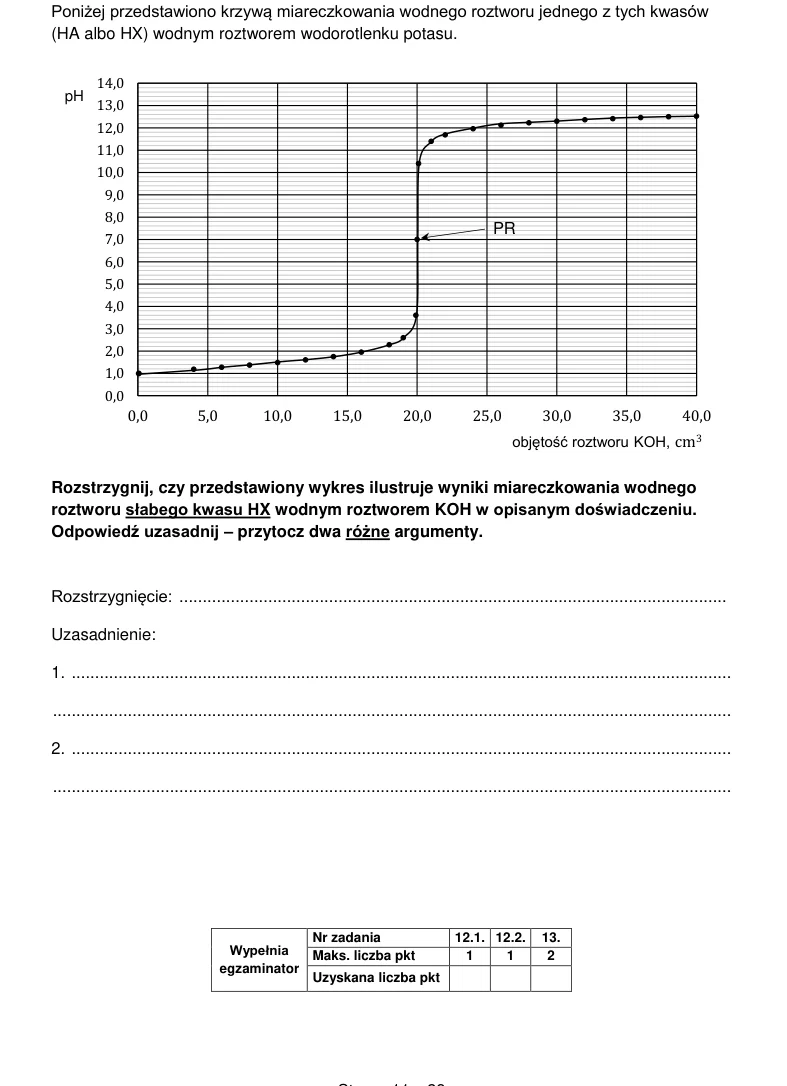 Poniżej przedstawiono krzywą miareczkowania wodnego roztworu jednego z tych kwasów
(HA albo HX) wodnym roztworem wodorotlenku potasu.
pH
14,0
13,0
12,0
11,0
10,0
9,0
8,0
7,0
6,0
5,0
4,0
3,0
2,0
1,0
0,0
PR
0,0 5,0 10,0 15,0 20,0 25,0 30,0 35,0 40,0
objętość roztworu KOH, cm³
Rozstrzygnij, czy przedstawiony wykres ilustruje wyniki miareczkowania wodnego
roztworu słabego kwasu HX wodnym roztworem KOH w opisanym doświadczeniu.
Odpowiedź uzasadnij – przytocz dwa różne argumenty.
Rozstrzygnięcie: ......................................................................................................................
Uzasadnienie:
1. .............................................................................................................................................
..................................................................................................................................................
2. .............................................................................................................................................
..................................................................................................................................................
Wypełnia
egzaminator
Nr zadania 12.1. 12.2. 13.
Maks. liczba pkt 1 1 2
Uzyskana liczba pkt